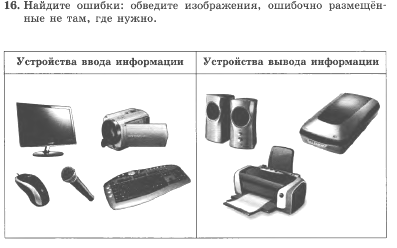 16. Найдите ошибки: обведите изображения, ошибочно размещён-
ные не там, где нужно.
Устройства ввода информации
Устройства вывода информации